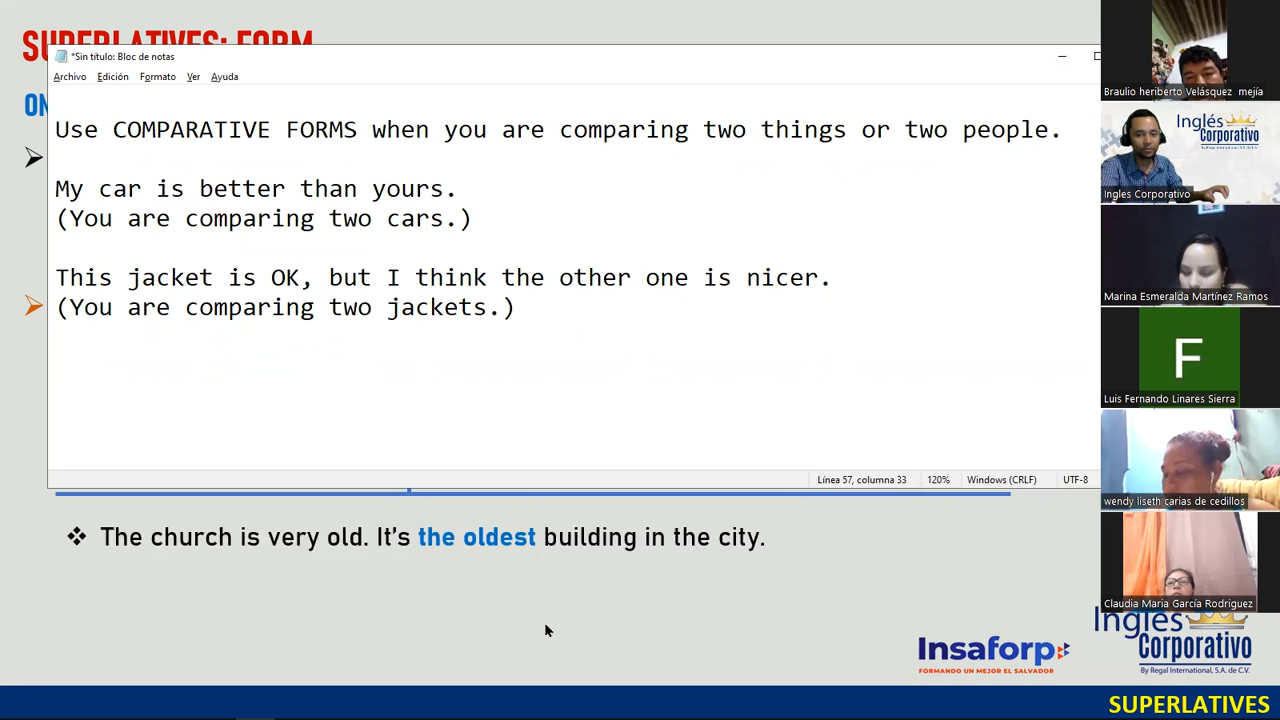 SUPERLATIVES: FORM
*Sin título: Bloc de notas
Archivo Edición Formato Ver Ayuda
ON
Use COMPARATIVE FORMS when you are comparing two things or two people.
My car is better than yours.
(You are comparing two cars.)
This jacket is OK, but I think the other one is nicer.
(You are comparing two jackets.)
Línea 57, columna 33 120% Windows (CRLF) UTF-8
The church is very old. It's the oldest building in the city.
Braulio heriberto Velásquez mejía
Inglés
Corporativo
By Regal International, S.A. de C.V.
Ingles Corporativo
Marina Esmeralda Martínez Ramos
F
Luis Fernando Linares Sierra
wendy liseth carias de cedillos
Claudia Maria García Rodriguez
Insaforp
FORMANDO UN MEJOR EL SALVADOR
Inglés
Corporativo
By Regal International, S.A. de C.V.
SUPERLATIVES